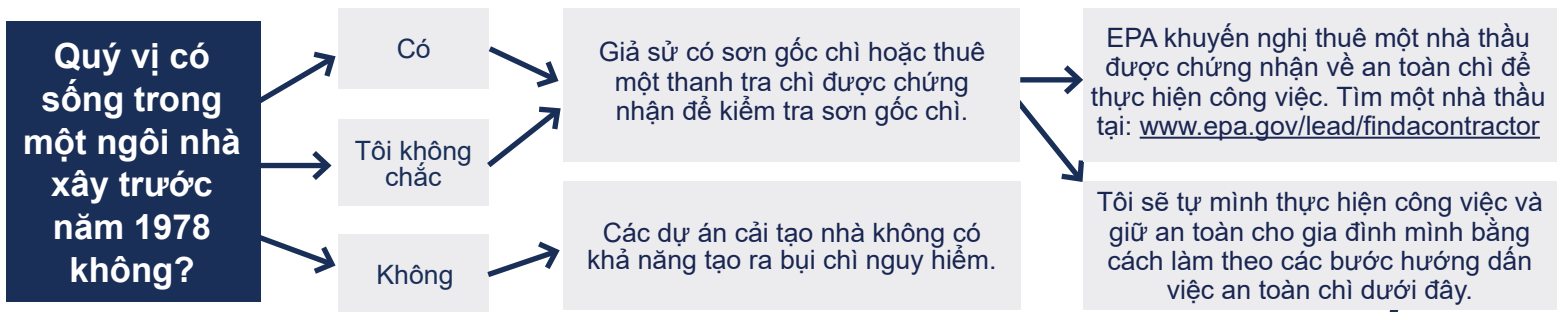 Quý vị có
sống trong
một ngôi nhà
xây trước
năm 1978
không?
Có
Tôi không
chắc
Không
Giả sử có sơn gốc chì hoặc thuê
một thanh tra chì được chứng
nhận để kiểm tra sơn gốc chì.
Các dự án cải tạo nhà không có
khả năng tạo ra bụi chì nguy hiểm.
EPA khuyến nghị thuê một nhà thầu
được chứng nhận về an toàn chì để
thực hiện công việc. Tìm một nhà thầu
tại: www.epa.gov/lead/findacontractor
Tôi sẽ tự mình thực hiện công việc và
giữ an toàn cho gia đình mình bằng
cách làm theo các bước hướng dấn
việc an toàn chì dưới đây.